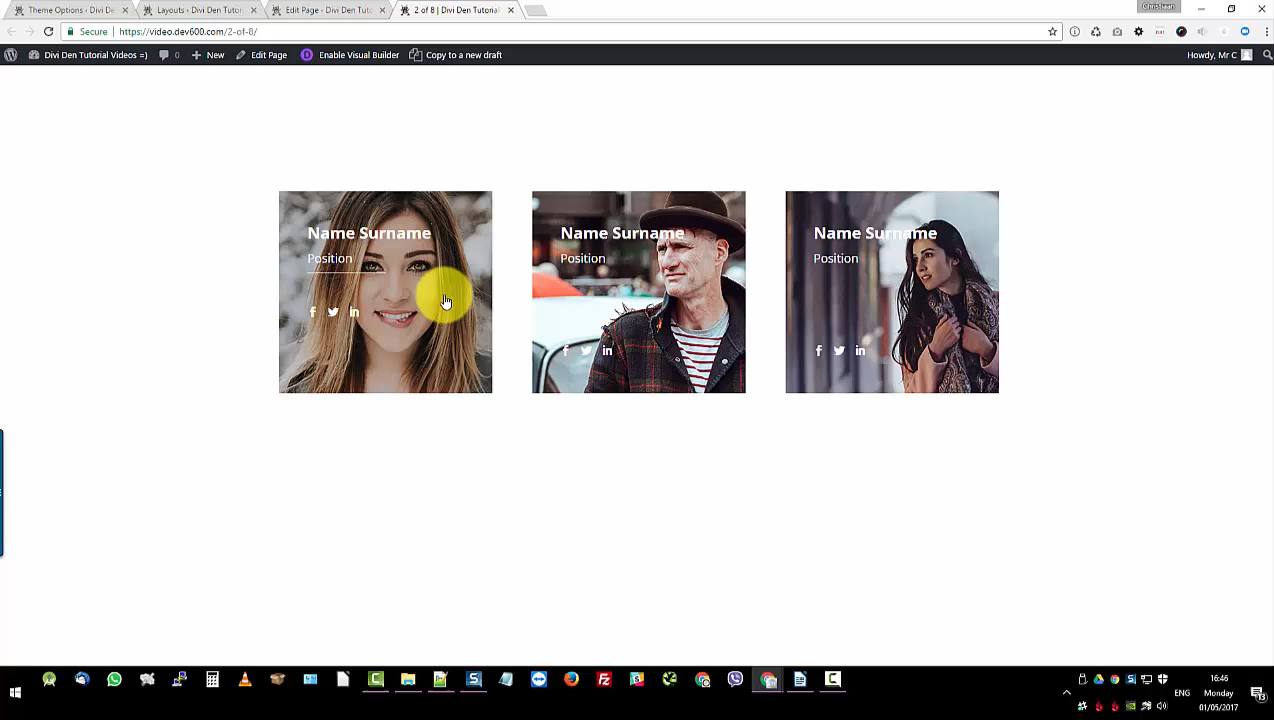 Theme Options ‹ Divi De
Layouts ‹ Divi Den Tutori
Edit Page ‹ Divi Den Tuto
2 of 8 | Divi Den Tutorial
Christiaan
Secure
https://video.dev600.com/2-of-8/
Divi Den Tutorial Videos =)
0
New
Edit Page
Enable Visual Builder
Copy to a new draft
Howdy, Mr C
Name Surname
Position
Name Surname
Position
Name Surname
Position
16:46
ENG
Monday
01/05/2017